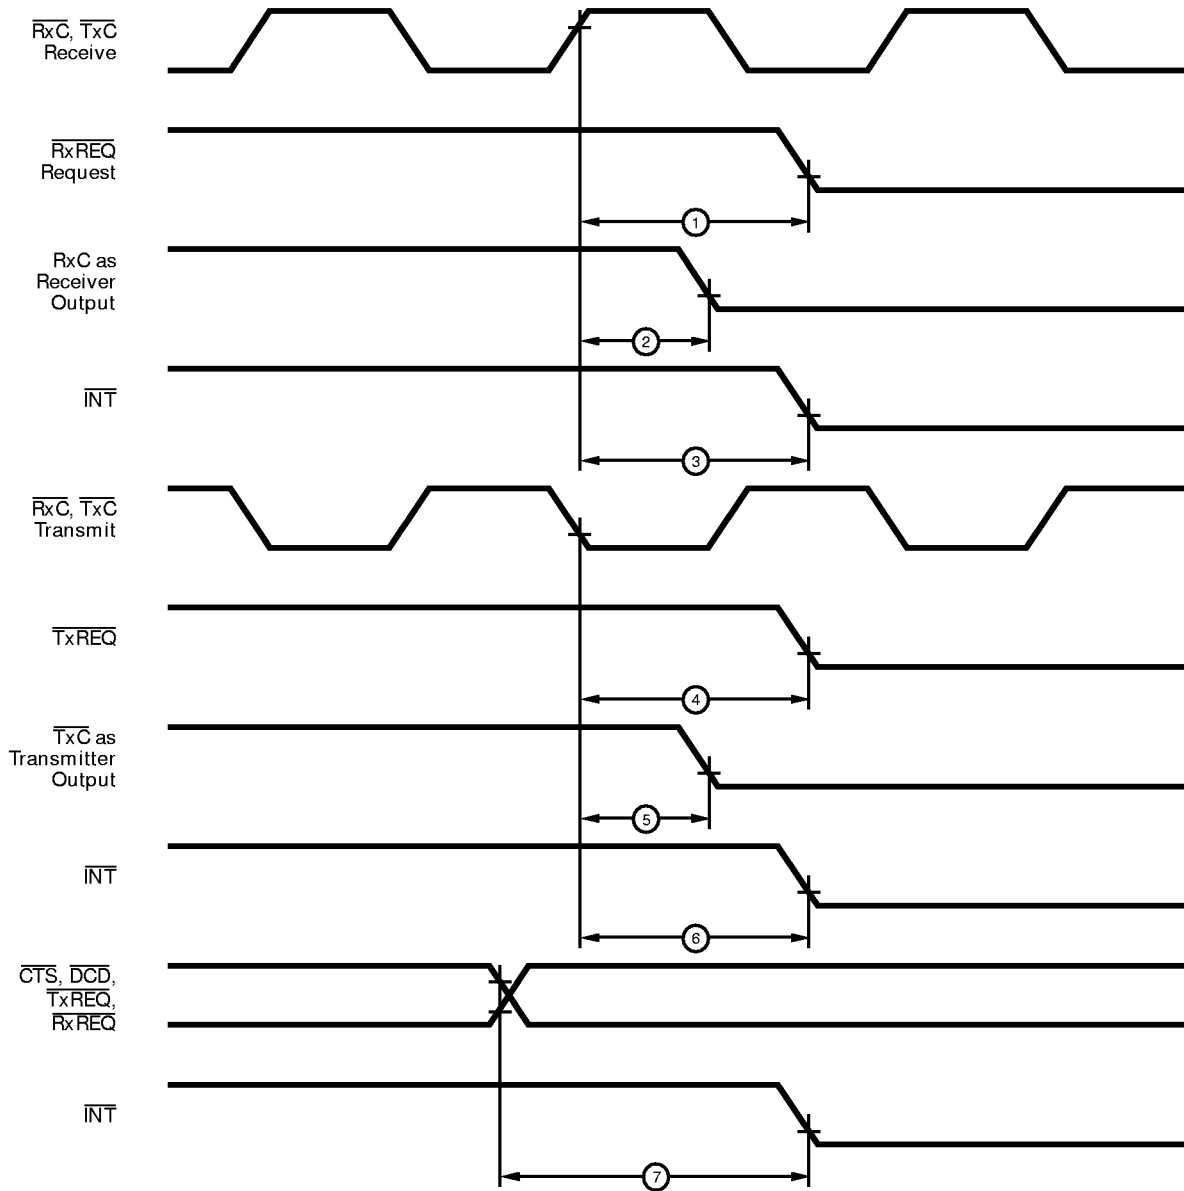 RxC, TxC
Receive
RxREQ
Request
1
RxC as
Receiver
Output
2
INT
3
RxC, TxC
Transmit
TxREQ
4
TxC as
Transmitter
Output
5
INT
6
CTS, DCD,
TxREQ,
RxREQ
INT
7